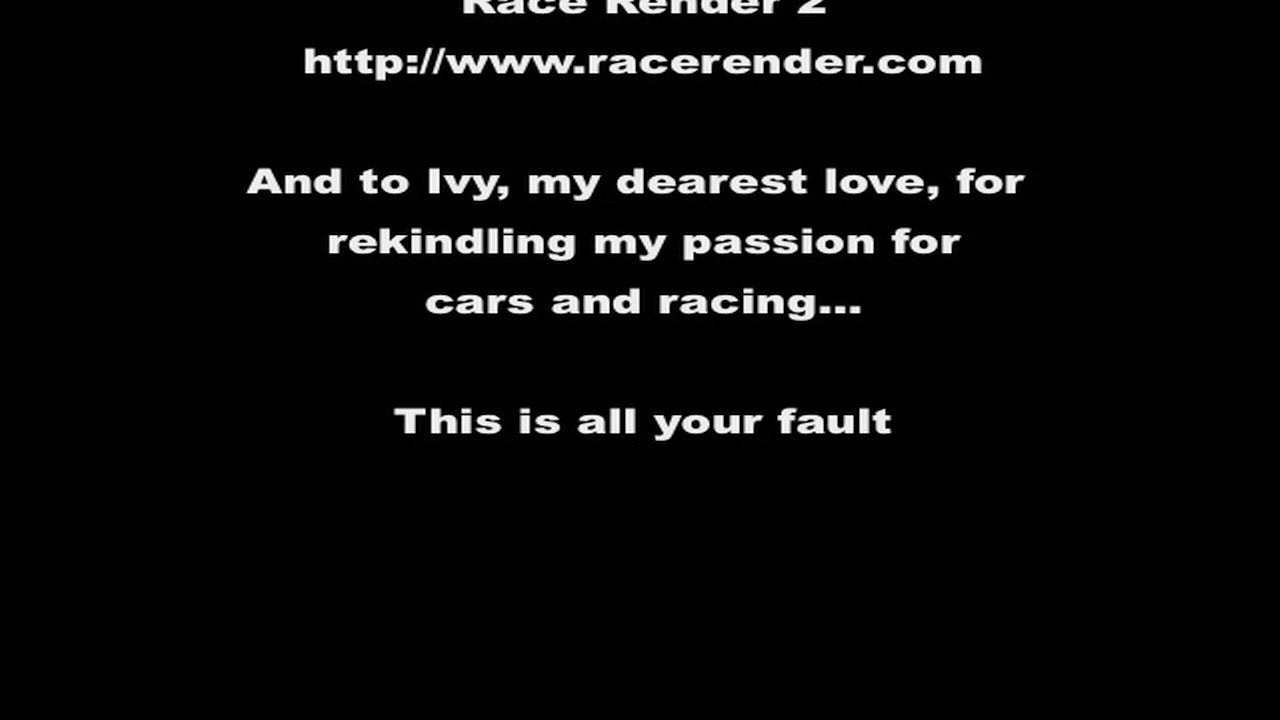 Race Render 2
http://www.racerender.com
And to Ivy, my dearest love, for
rekindling my passion for
cars and racing...
This is all your fault